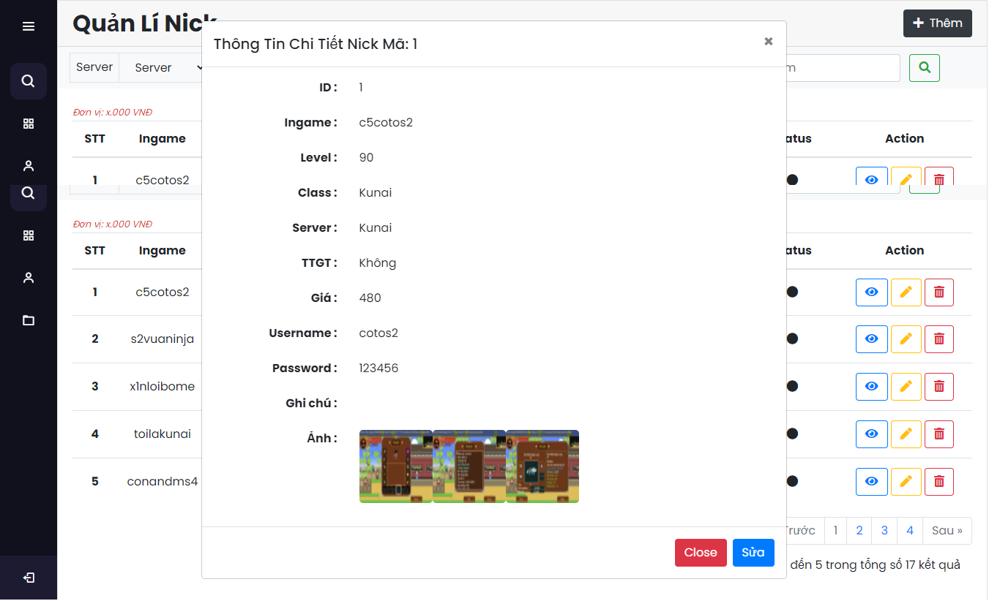 Quản Lí Nick
Thêm
Server Server
m
Thông Tin Chi Tiết Nick Mã: 1
×
ID : 1
Ingame : c5cotos2
Level : 90
Class : Kunai
Server : Kunai
TTGT : Không
Giá : 480
Username : cotos2
Password : 123456
Ghi chú :
Ảnh :
Close Sửa
Đơn vị: x.000 VNĐ
STT Ingame atus Action
1 c5cotos2
Đơn vị: x.000 VNĐ
STT Ingame atus Action
1 c5cotos2
2 s2vuaninja
3 x1nloibome
4 toilakunai
5 conandms4
Trước 1 2 3 4 Sau »
đến 5 trong tổng số 17 kết quả